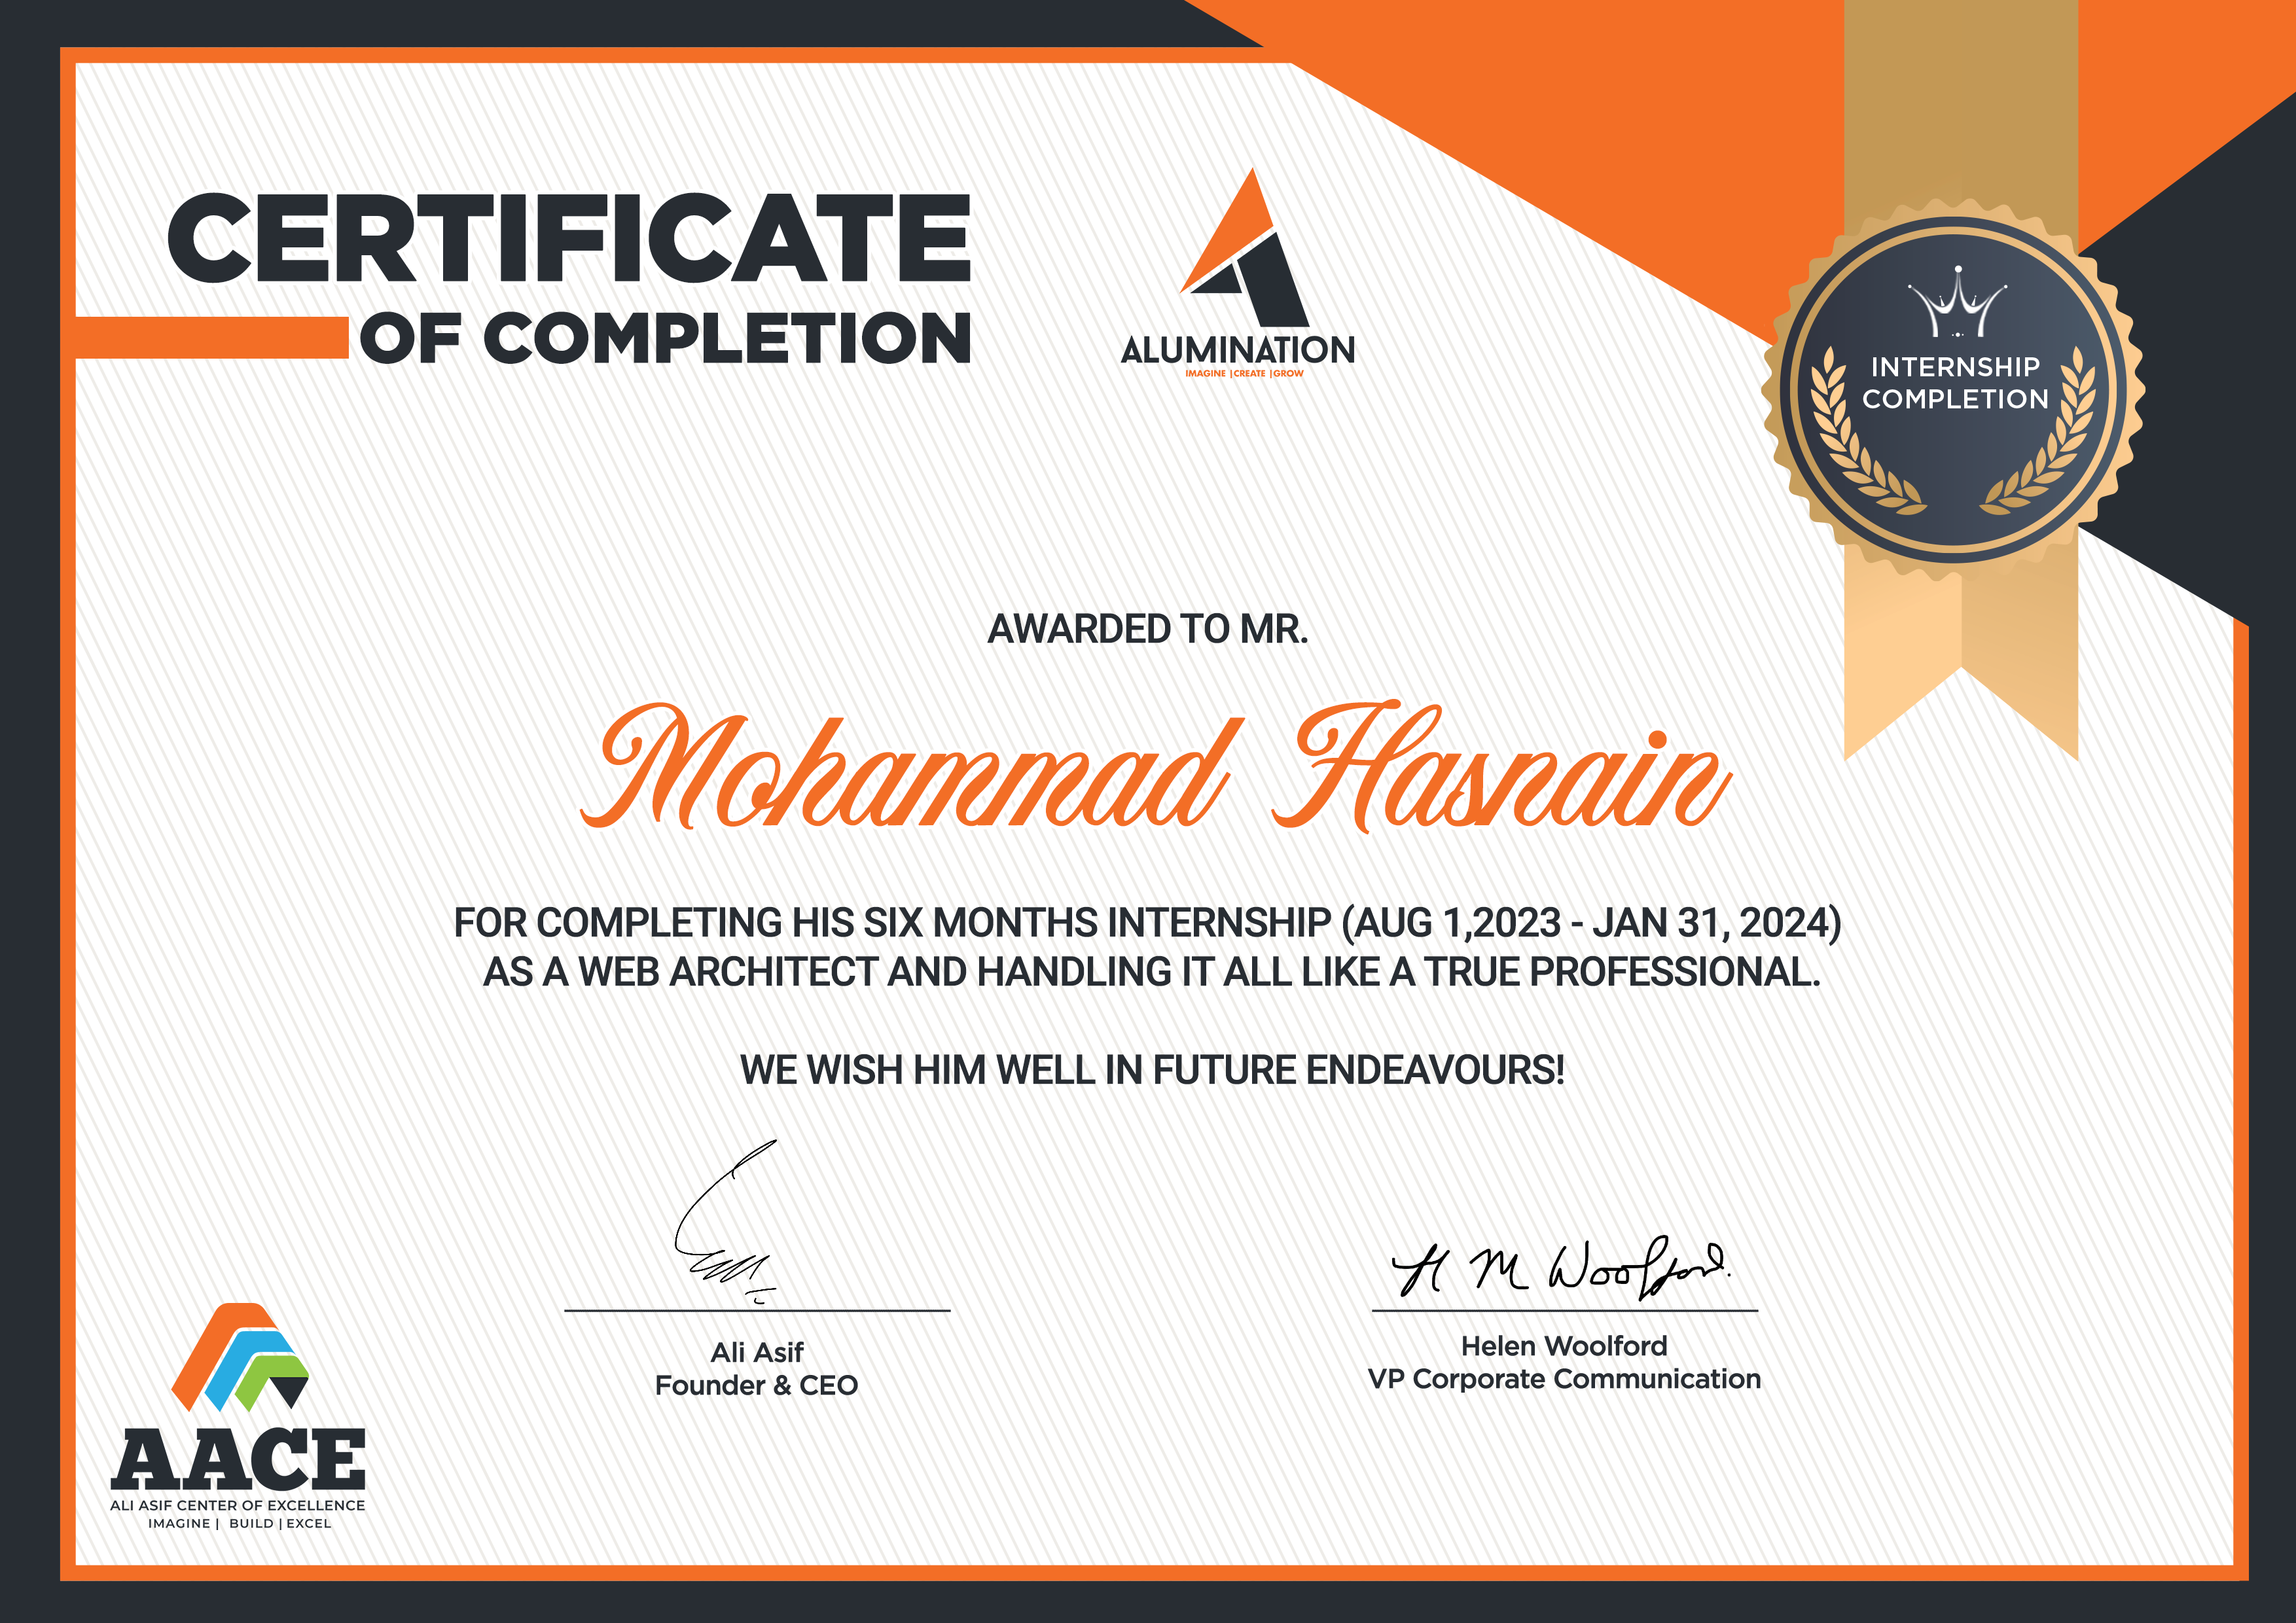 CERTIFICATE
OF COMPLETION
ALUMINATION
IMAGINE |CREATE |GROW
INTERNSHIP
COMPLETION
AWARDED TO MR.
Mohammad Hasnain
FOR COMPLETING HIS SIX MONTHS INTERNSHIP (AUG 1,2023 - JAN 31, 2024)
AS A WEB ARCHITECT AND HANDLING IT ALL LIKE A TRUE PROFESSIONAL.
WE WISH HIM WELL IN FUTURE ENDEAVOURS!
H M Woolford.
Ali Asif
Founder & CEO
Helen Woolford
VP Corporate Communication
AACE
ALI ASIF CENTER OF EXCELLENCE
IMAGINE | BUILD | EXCEL